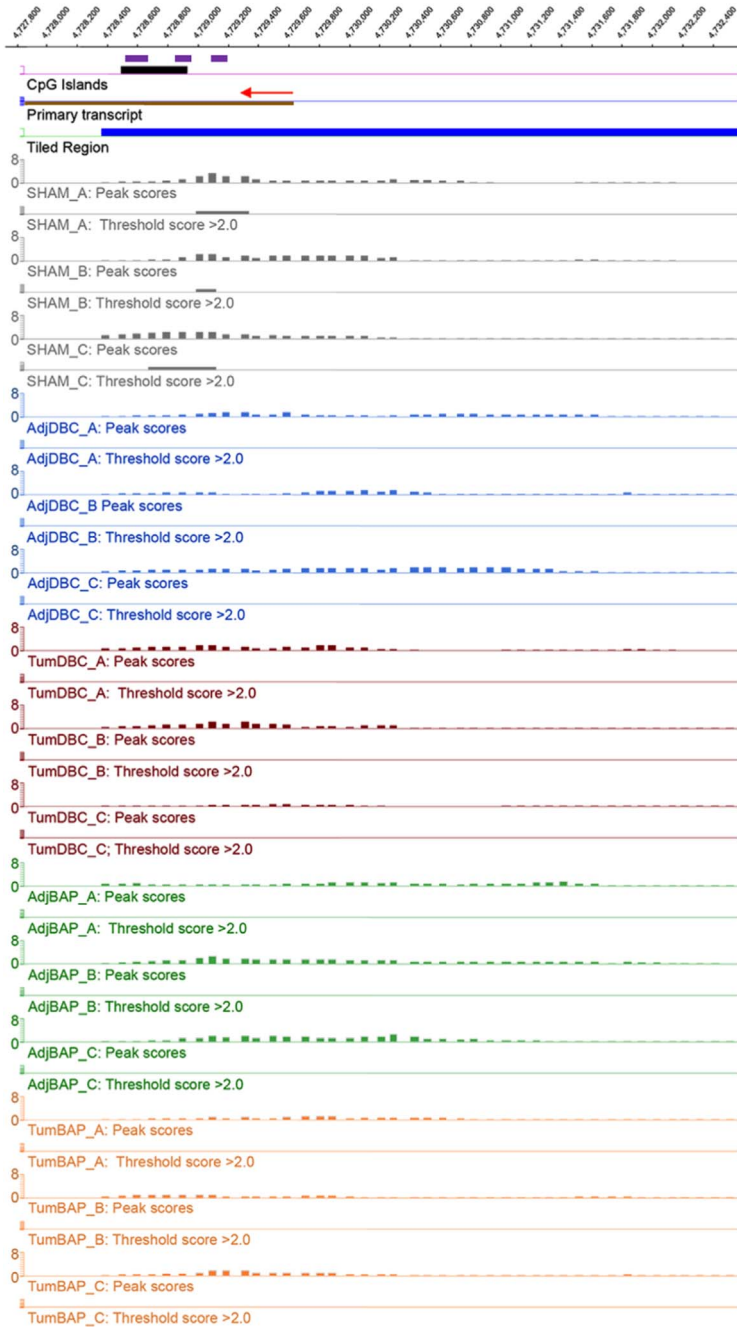 4,727,800 4,728,000 4,728,200 4,728,400 4,728,600 4,728,800 4,729,000 4,729,200 4,729,400 4,729,600 4,729,800 4,730,000 4,730,200 4,730,400 4,730,600 4,730,800 4,731,000 4,731,200 4,731,400 4,731,600 4,731,800 4,732,000 4,732,200 4,732,400
CpG Islands
Primary transcript
Tiled Region
8
0
SHAM_A: Peak scores
SHAM_A: Threshold score >2.0
8
0
SHAM_B: Peak scores
SHAM_B: Threshold score >2.0
8
0
SHAM_C: Peak scores
SHAM_C: Threshold score >2.0
8
0
AdjDBC_A: Peak scores
AdjDBC_A: Threshold score >2.0
8
0
AdjDBC_B Peak scores
AdjDBC_B: Threshold score >2.0
8
0
AdjDBC_C: Peak scores
AdjDBC_C: Threshold score >2.0
8
0
TumDBC_A: Peak scores
TumDBC_A: Threshold score >2.0
8
0
TumDBC_B: Peak scores
TumDBC_B: Threshold score >2.0
8
0
TumDBC_C: Peak scores
TumDBC_C; Threshold score >2.0
8
0
AdjBAP_A: Peak scores
AdjBAP_A: Threshold score >2.0
8
0
AdjBAP_B: Peak scores
AdjBAP_B: Threshold score >2.0
8
0
AdjBAP_C: Peak scores
AdjBAP_C: Threshold score >2.0
8
0
TumBAP_A: Peak scores
TumBAP_A: Threshold score >2.0
8
0
TumBAP_B: Peak scores
TumBAP_B: Threshold score >2.0
8
0
TumBAP_C: Peak scores
TumBAP_C: Threshold score >2.0